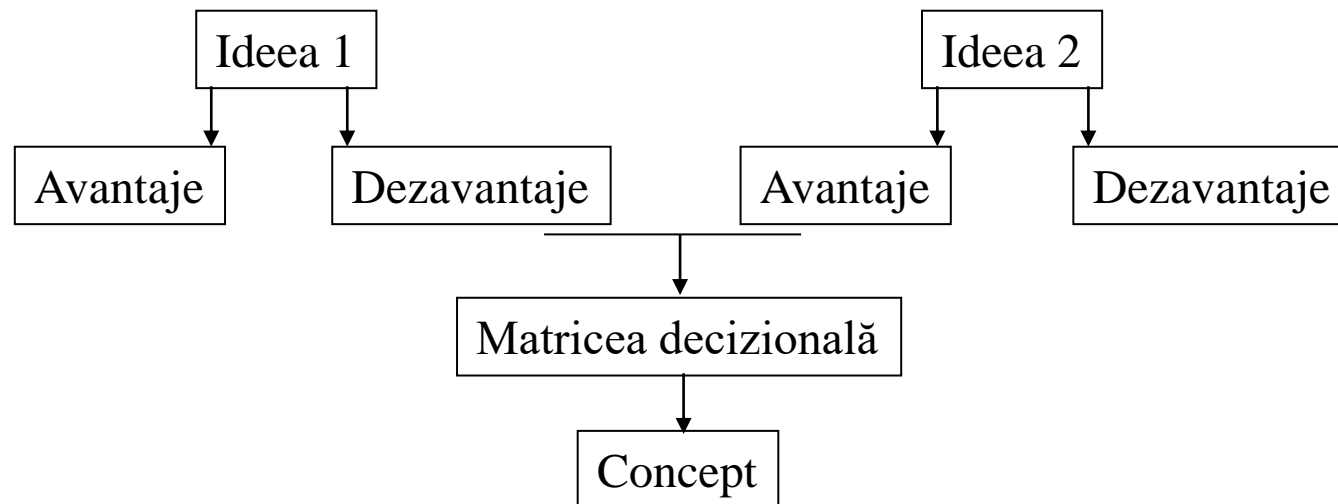 Ideea 1
Ideea 2
Avantaje
Dezavantaje
Avantaje
Dezavantaje
Matricea decizională
Concept